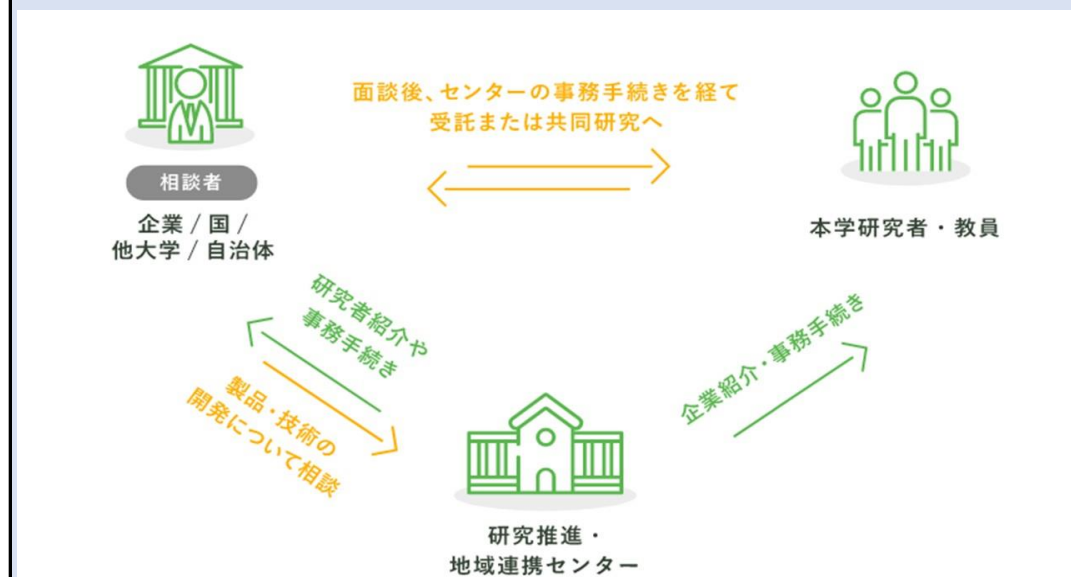 面談後、センターの事務手続きを経て
受託または共同研究へ
相談者
企業 / 国 /
他大学 / 自治体
本学研究者・教員
研究者紹介や
事務手続き
製品・技術の
開発について相談
企業紹介・事務手続き
研究推進・
地域連携センター